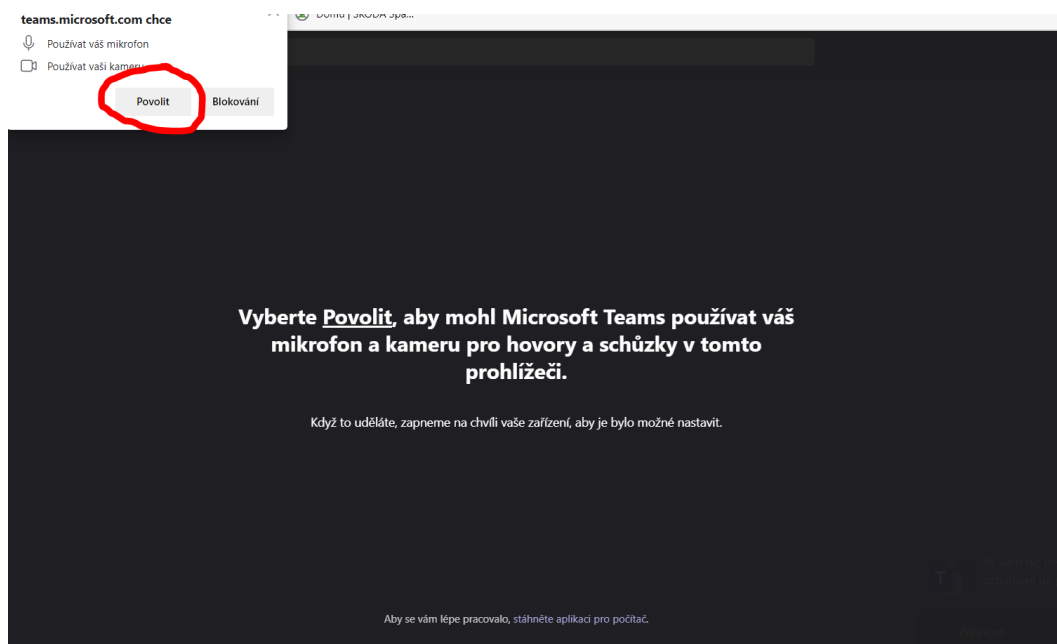 teams.microsoft.com chce
Používat váš mikrofon
Používat vaši kameru
Povolit
Blokování
Vyberte Povolit, aby mohl Microsoft Teams používat váš
mikrofon a kameru pro hovory a schůzky v tomto
prohlížeči.
Když to uděláte, zapneme na chvíli vaše zařízení, aby je bylo možné nastavit.
T
Zapnout
Aby se vám lépe pracovalo, stáhněte aplikaci pro počítač.